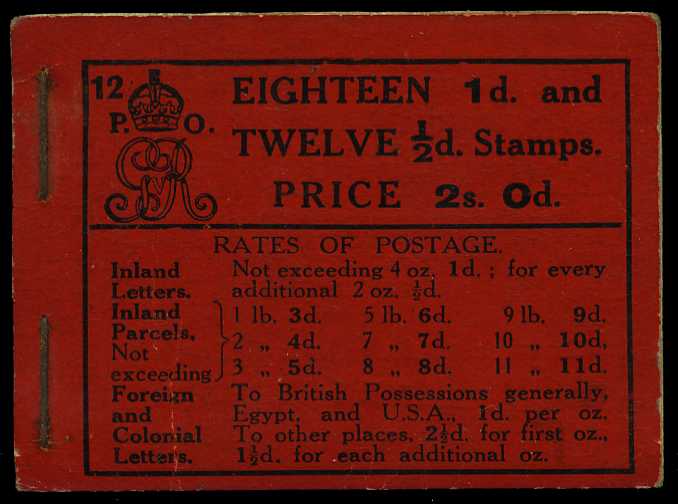 12 EIGHTEEN 1d. and
P. O. TWELVE ½d. Stamps.
GVR PRICE 2s. 0d.
RATES OF POSTAGE.
Inland Not exceeding 4 oz. 1d. ; for every
Letters. additional 2 oz. ½d.
Inland 1 lb. 3d. 5 lb. 6d. 9 lb. 9d.
Parcels, 2 „ 4d. 7 „ 7d. 10 „ 10d,
Not 3 „ 5d. 8 „ 8d. 11 „ 11d.
exceeding
Foreign To British Possessions generally,
and Egypt, and U.S.A., 1d. per oz.
Colonial To other places, 2½d. for first oz.,
Letters. 1½d. for each additional oz.